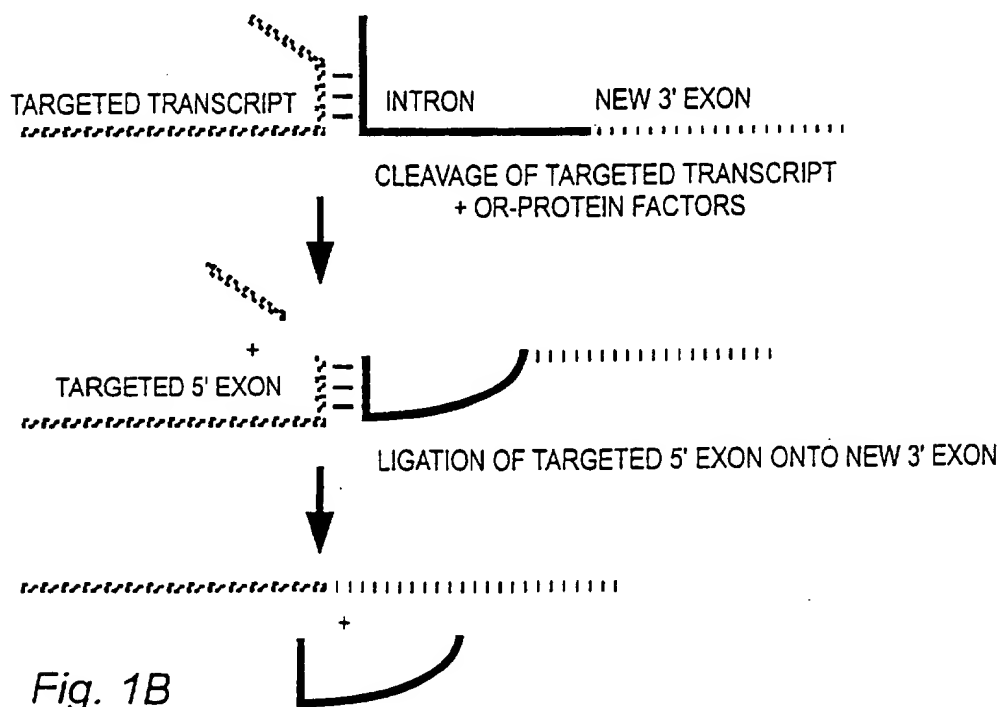 TARGETED TRANSCRIPT INTRON NEW 3' EXON
CLEAVAGE OF TARGETED TRANSCRIPT
+ OR-PROTEIN FACTORS
+
TARGETED 5' EXON
LIGATION OF TARGETED 5' EXON ONTO NEW 3' EXON
+
Fig. 1B